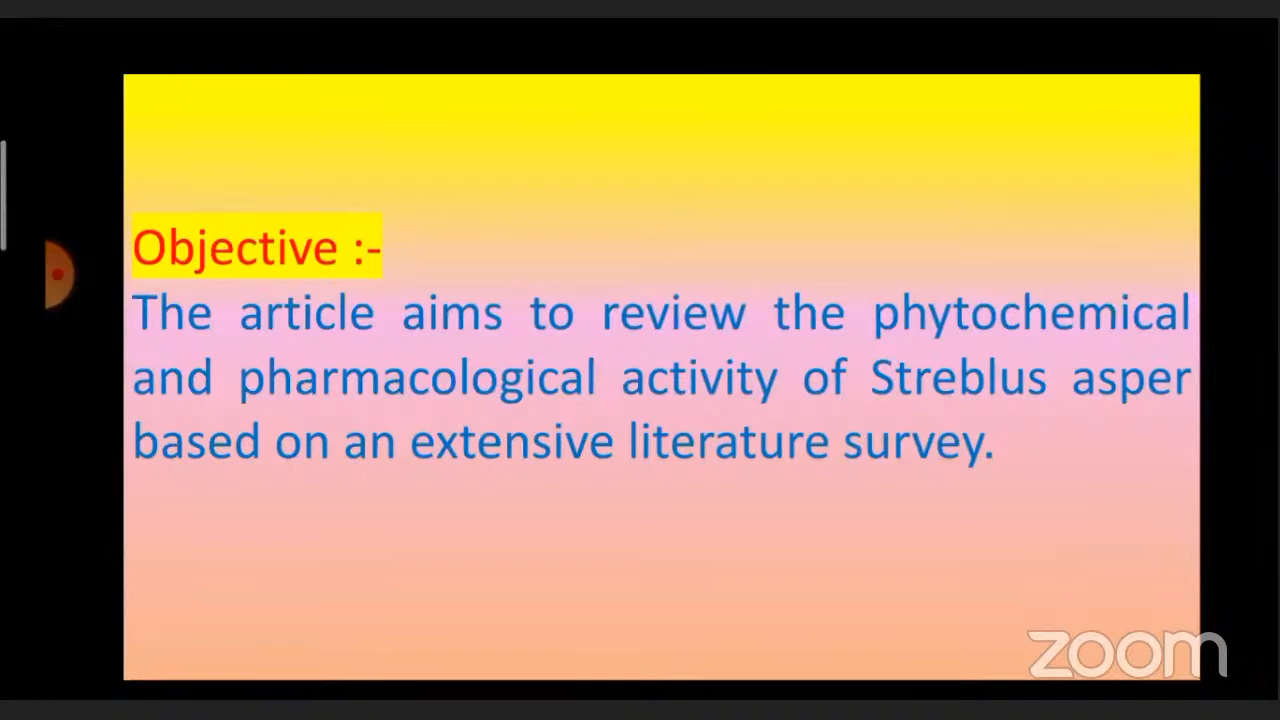 Objective :-
The article aims to review the phytochemical
and pharmacological activity of Streblus asper
based on an extensive literature survey.
zoom